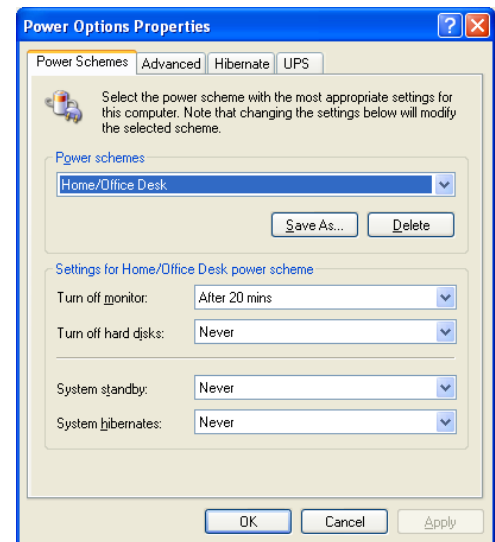 Power Options Properties
Power Schemes Advanced Hibernate UPS
Select the power scheme with the most appropriate settings for
this computer. Note that changing the settings below will modify
the selected scheme.
Power schemes
Home/Office Desk
Save As... Delete
Settings for Home/Office Desk power scheme
Turn off monitor: After 20 mins
Turn off hard disks: Never
System standby: Never
System hibernates: Never
OK Cancel Apply